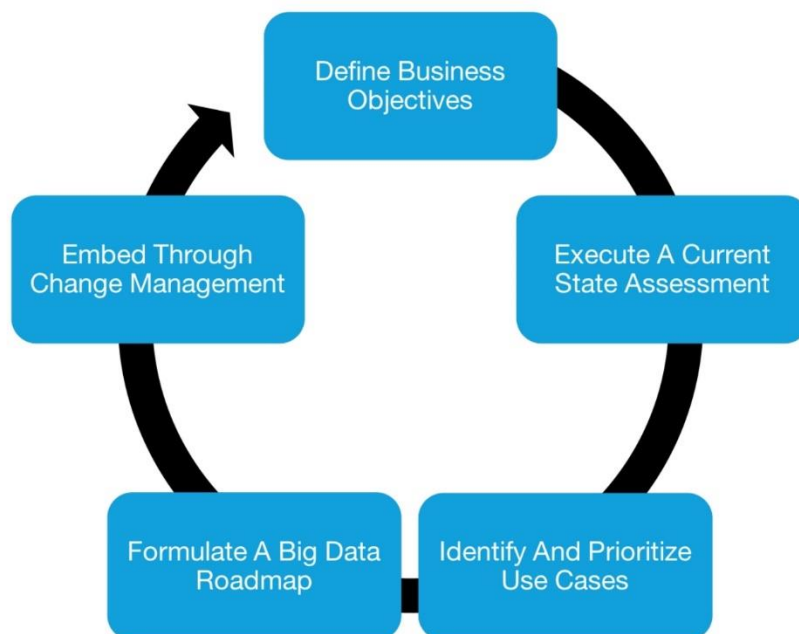 Define Business
Objectives
Execute A Current
State Assessment
Identify And Prioritize
Use Cases
Formulate A Big Data
Roadmap
Embed Through
Change Management